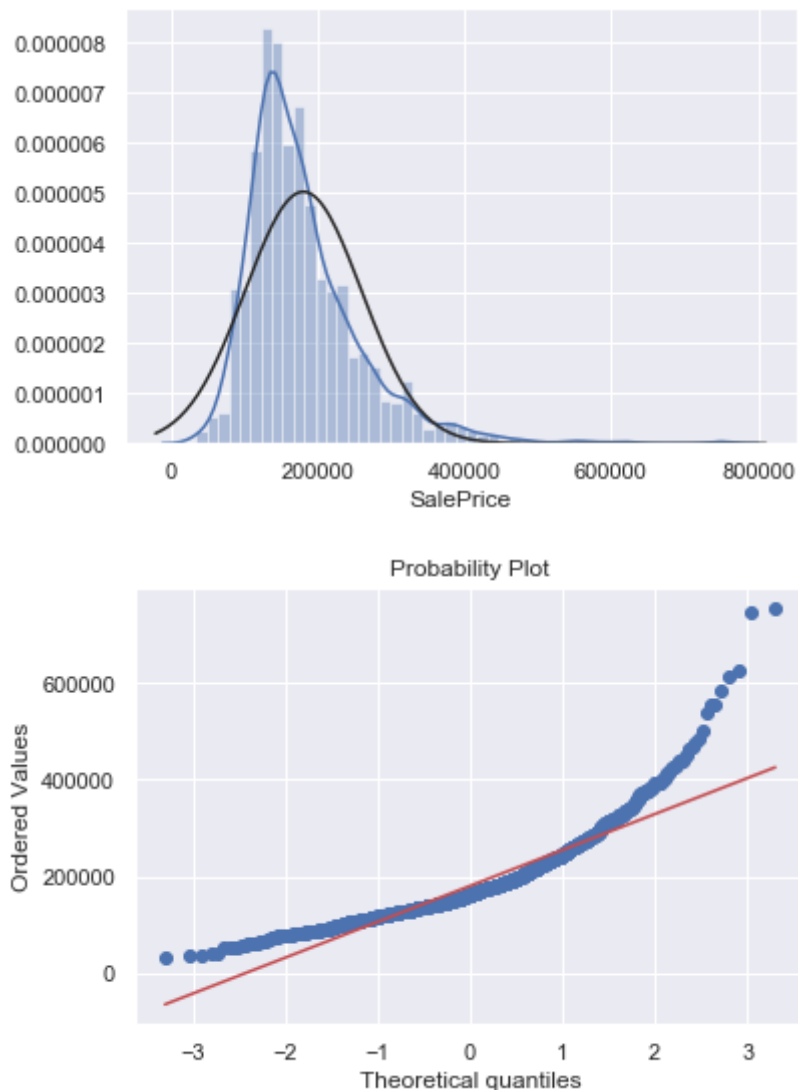 0.000008
0.000007
0.000006
0.000005
0.000004
0.000003
0.000002
0.000001
0.000000
0 200000 400000 600000 800000
SalePrice
Probability Plot
Ordered Values
600000
400000
200000
0
−3 −2 −1 0 1 2 3
Theoretical quantiles